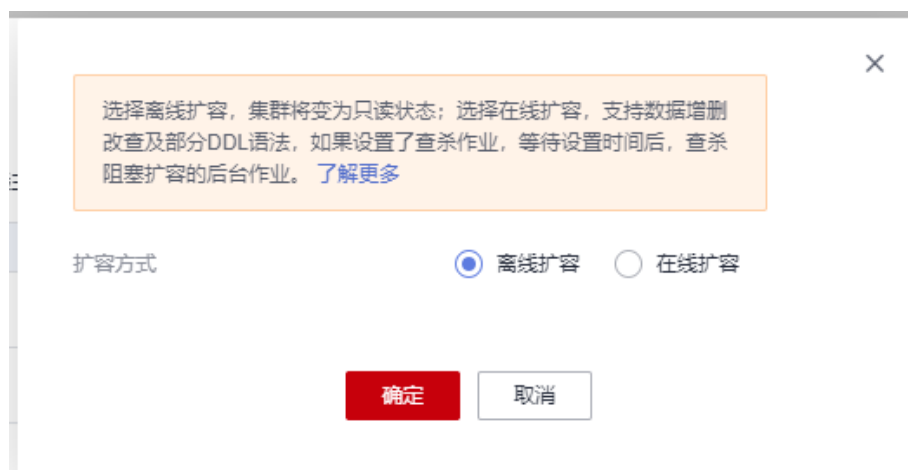 选择离线扩容，集群将变为只读状态；选择在线扩容，支持数据增删
改查及部分DDL语法，如果设置了查杀作业，等待设置时间后，查杀
阻塞扩容的后台作业。 了解更多
扩容方式 离线扩容 在线扩容
确定 取消